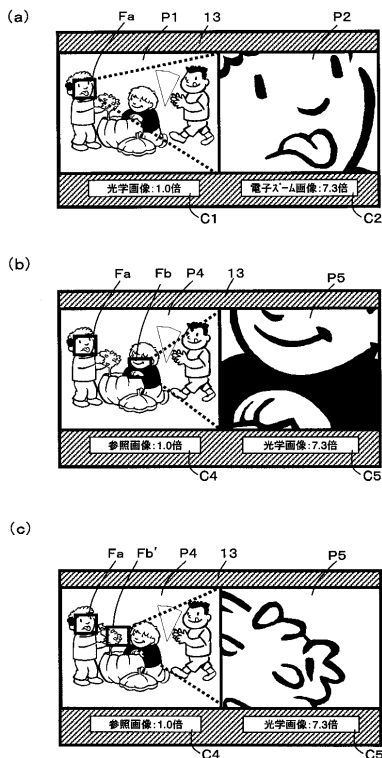 (a)
Fa P1 13 P2
光学画像:1.0倍 電子ズーム画像:7.3倍
C1 C2
(b)
Fa Fb P4 13 P5
参照画像:1.0倍 光学画像:7.3倍
C4 C5
(c)
Fa Fb' P4 13 P5
参照画像:1.0倍 光学画像:7.3倍
C4 C5